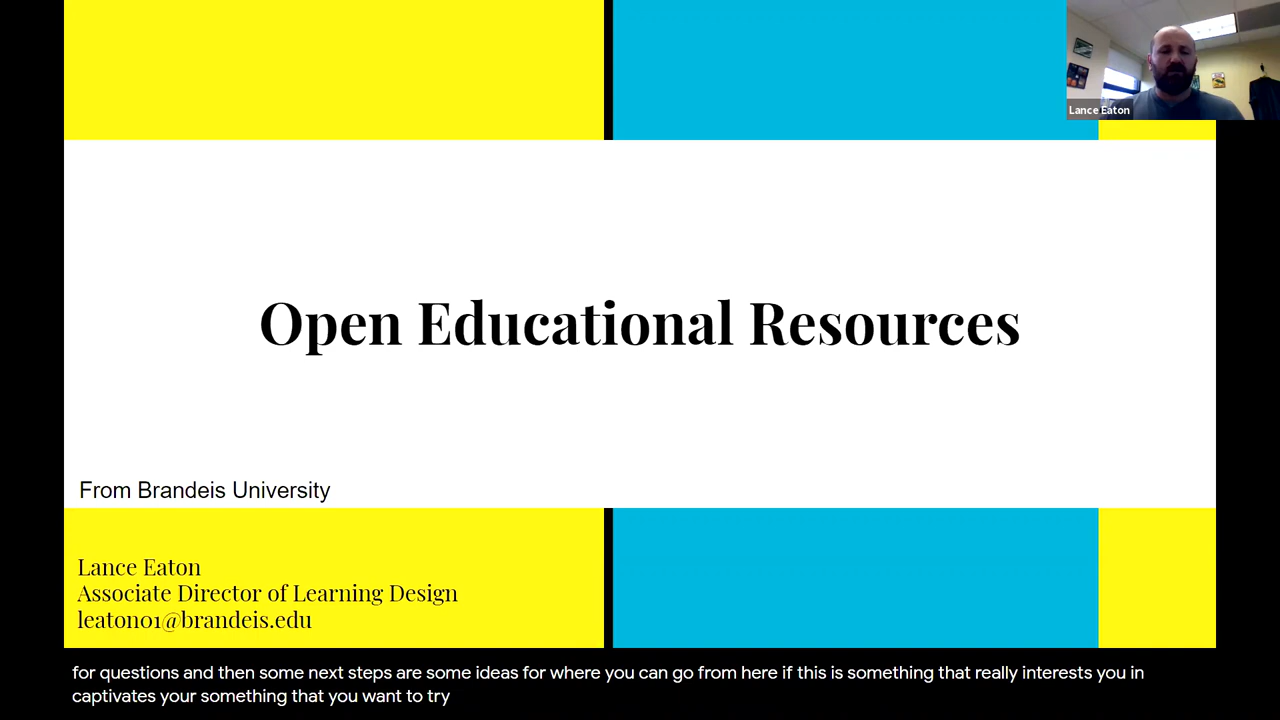 Lance Eaton
Open Educational Resources
From Brandeis University
Lance Eaton
Associate Director of Learning Design
leaton01@brandeis.edu
for questions and then some next steps are some ideas for where you can go from here if this is something that really interests you in
captivates your something that you want to try